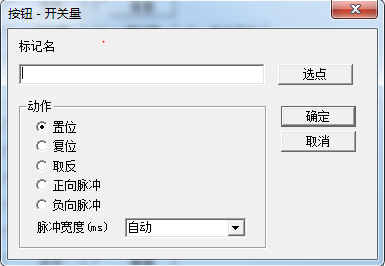 按钮 - 开关量
标记名
选点
动作
置位
复位
取反
正向脉冲
负向脉冲
脉冲宽度(ms)
自动
确定
取消